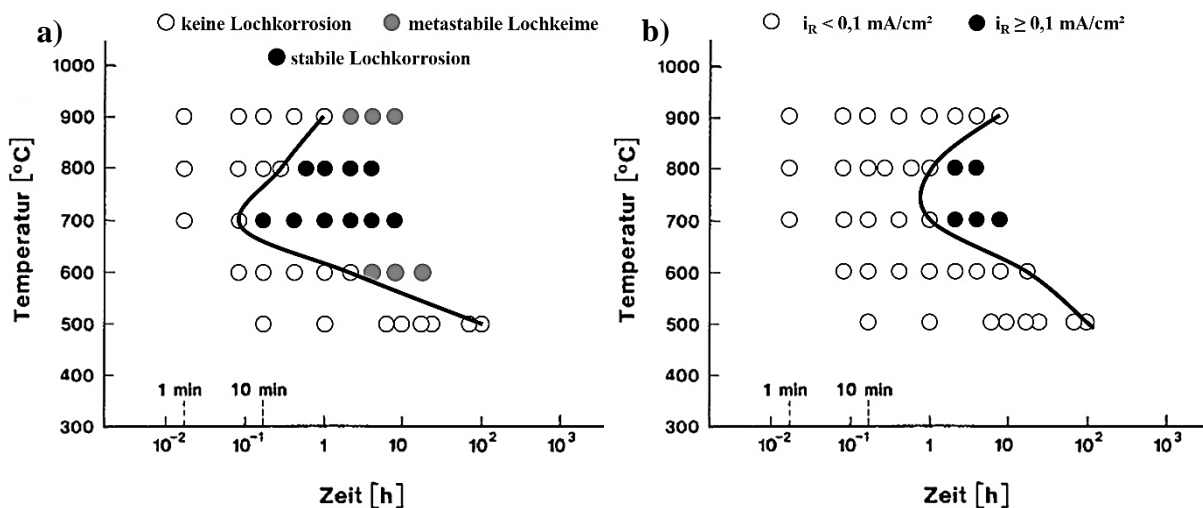 a)
keine Lochkorrosion
metastabile Lochkeime
stabile Lochkorrosion
Temperatur [°C]
1000
900
800
700
600
500
400
300
1 min
10 min
10⁻²
10⁻¹
1
10
10²
10³
Zeit [h]
b)
i_R < 0,1 mA/cm²
i_R ≥ 0,1 mA/cm²
Temperatur [°C]
1000
900
800
700
600
500
400
300
1 min
10 min
10⁻²
10⁻¹
1
10
10²
10³
Zeit [h]